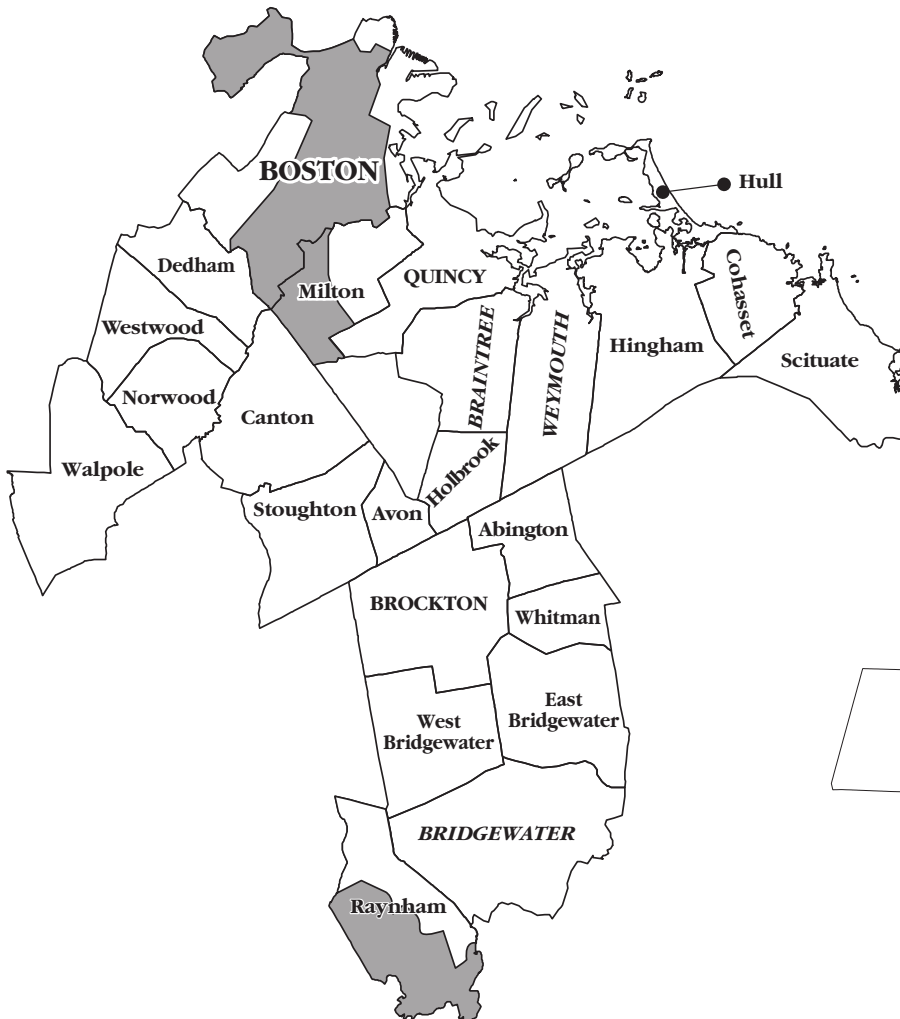 BOSTON
Hull
Dedham
Milton
QUINCY
Cohasset
Westwood
BRAINTREE
WEYMOUTH
Hingham
Scituate
Norwood
Canton
Walpole
Holbrook
Stoughton
Avon
Abington
BROCKTON
Whitman
East
Bridgewater
West
Bridgewater
BRIDGEWATER
Raynham